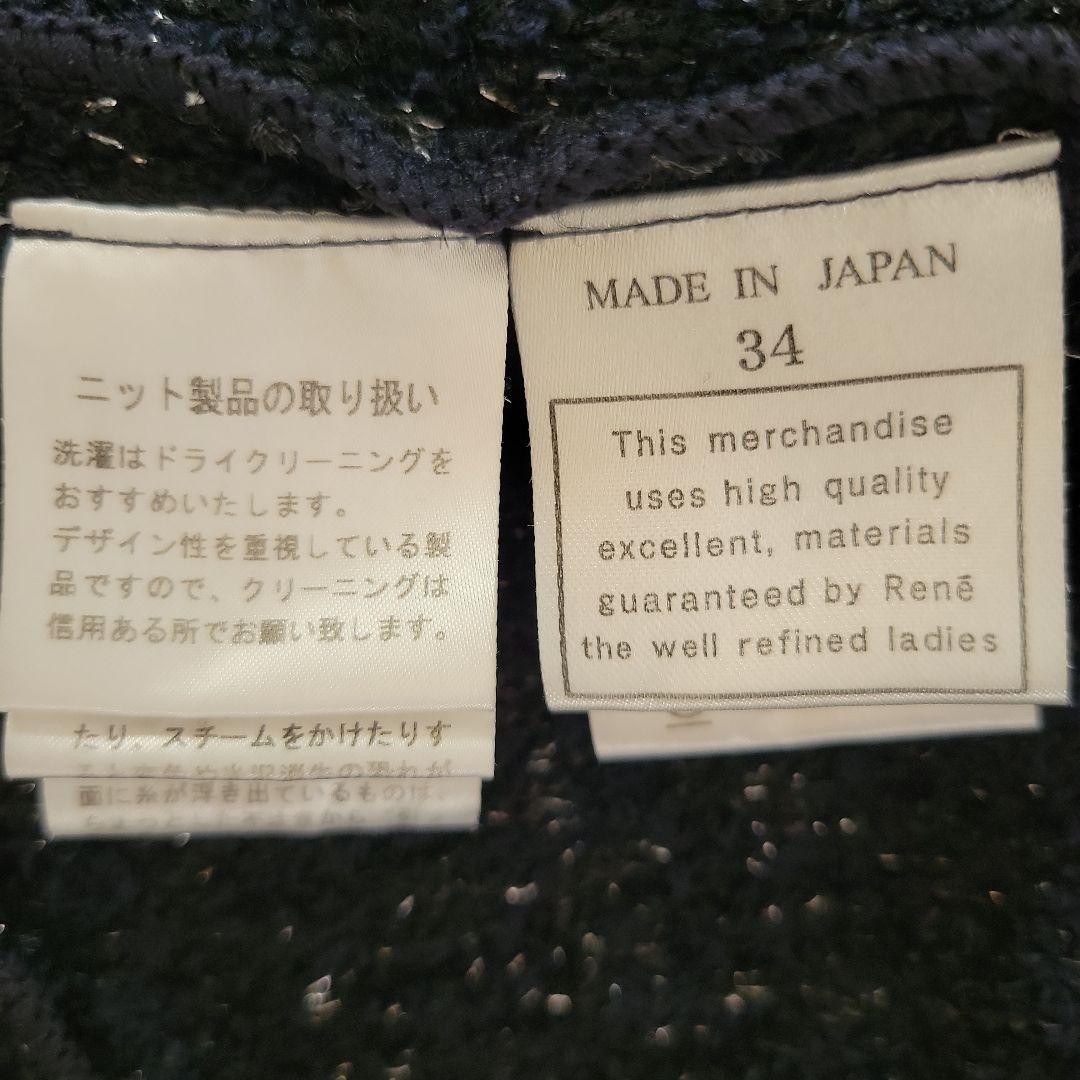 ニット製品の取り扱い
洗濯はドライクリーニングを
おすすめいたします。
デザイン性を重視している製
品ですので、クリーニングは
信用ある所でお願い致します。
たり、スチームをかけたりす
面に糸が浮き出ているものは、
MADE IN JAPAN
34
This merchandise
uses high quality
excellent, materials
guaranteed by René
the well refined ladies